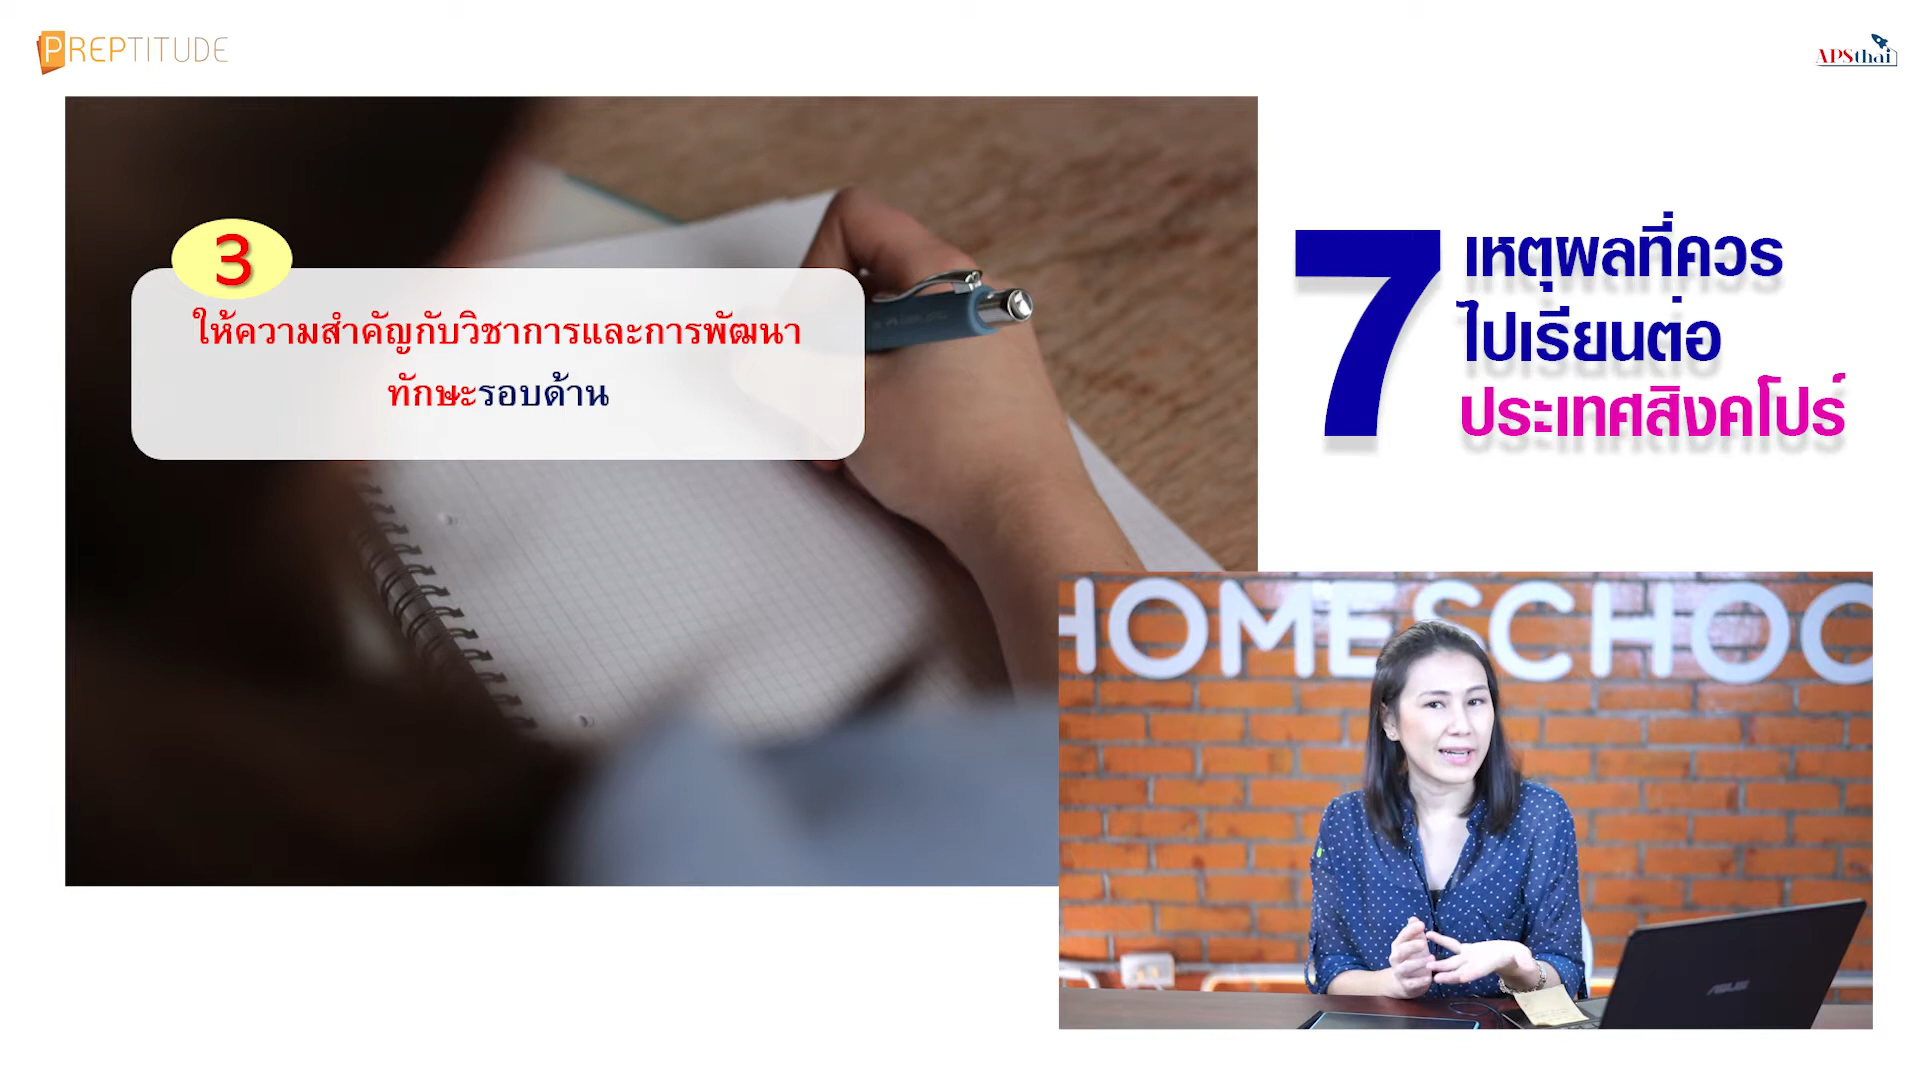 PREPTITUDE
APSthai
3
ให้ความสำคัญกับวิชาการและการพัฒนา
ทักษะรอบด้าน
7
เหตุผลที่ควร
ไปเรียนต่อ
ประเทศสิงคโปร์
HOMESCHOO
ASUS